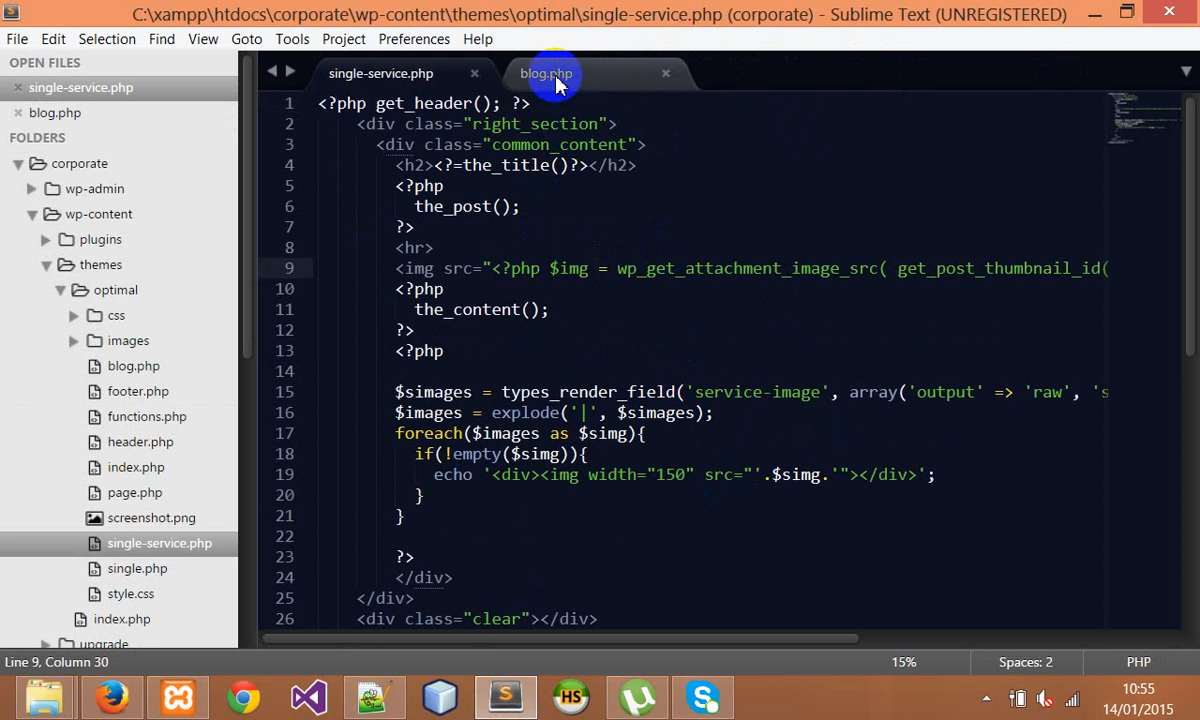 C:\xampp\htdocs\corporate\wp-content\themes\optimal\single-service.php (corporate) - Sublime Text (UNREGISTERED)
File Edit Selection Find View Goto Tools Project Preferences Help
OPEN FILES
single-service.php
blog.php
FOLDERS
corporate
wp-admin
wp-content
plugins
themes
optimal
css
images
blog.php
footer.php
functions.php
header.php
index.php
page.php
screenshot.png
single-service.php
single.php
style.css
index.php
upgrade
single-service.php
blog.php
1 <?php get_header(); ?>
2 <div class="right_section">
3 <div class="common_content">
4 <h2><?=the_title()?></h2>
5 <?php
6 the_post();
7 ?>
8 <hr>
9 <img src="<?php $img = wp_get_attachment_image_src( get_post_thumbnail_id(
10 <?php
11 the_content();
12 ?>
13 <?php
14
15 $simages = types_render_field('service-image', array('output' => 'raw', 's
16 $images = explode('|', $simages);
17 foreach($images as $simg){
18 if(!empty($simg)){
19 echo '<div><img width="150" src="'.$simg.'"></div>';
20 }
21 }
22
23 ?>
24 </div>
25 </div>
26 <div class="clear"></div>
Line 9, Column 30
15%
Spaces: 2
PHP
HS
10:55
14/01/2015